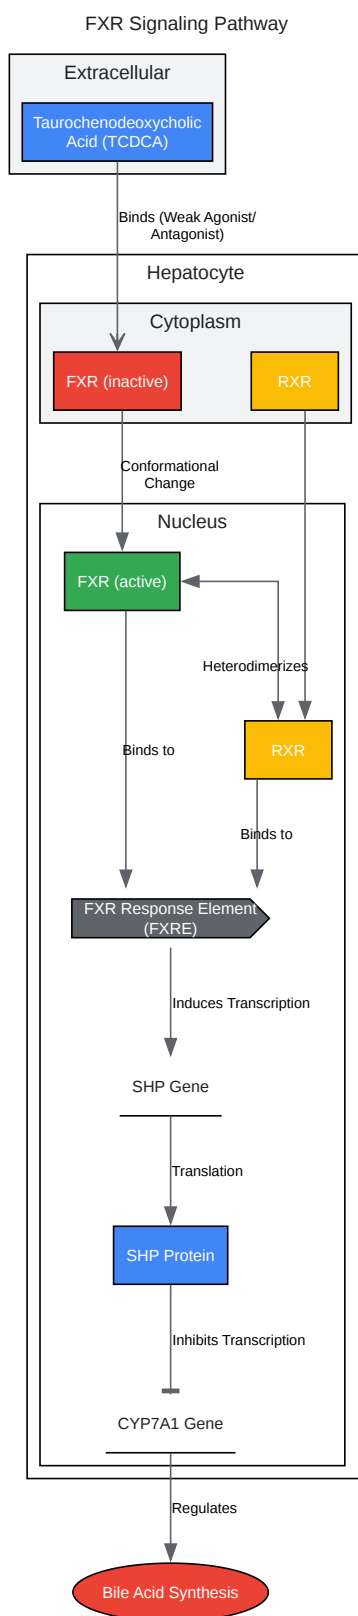 FXR Signaling Pathway
Extracellular
Taurochenodeoxycholic
Acid (TCDCA)
Binds (Weak Agonist/
Antagonist)
Hepatocyte
Cytoplasm
FXR (inactive)
RXR
Conformational
Change
Nucleus
FXR (active)
Heterodimerizes
RXR
Binds to
Binds to
FXR Response Element
(FXRE)
Induces Transcription
SHP Gene
Translation
SHP Protein
Inhibits Transcription
CYP7A1 Gene
Regulates
Bile Acid Synthesis